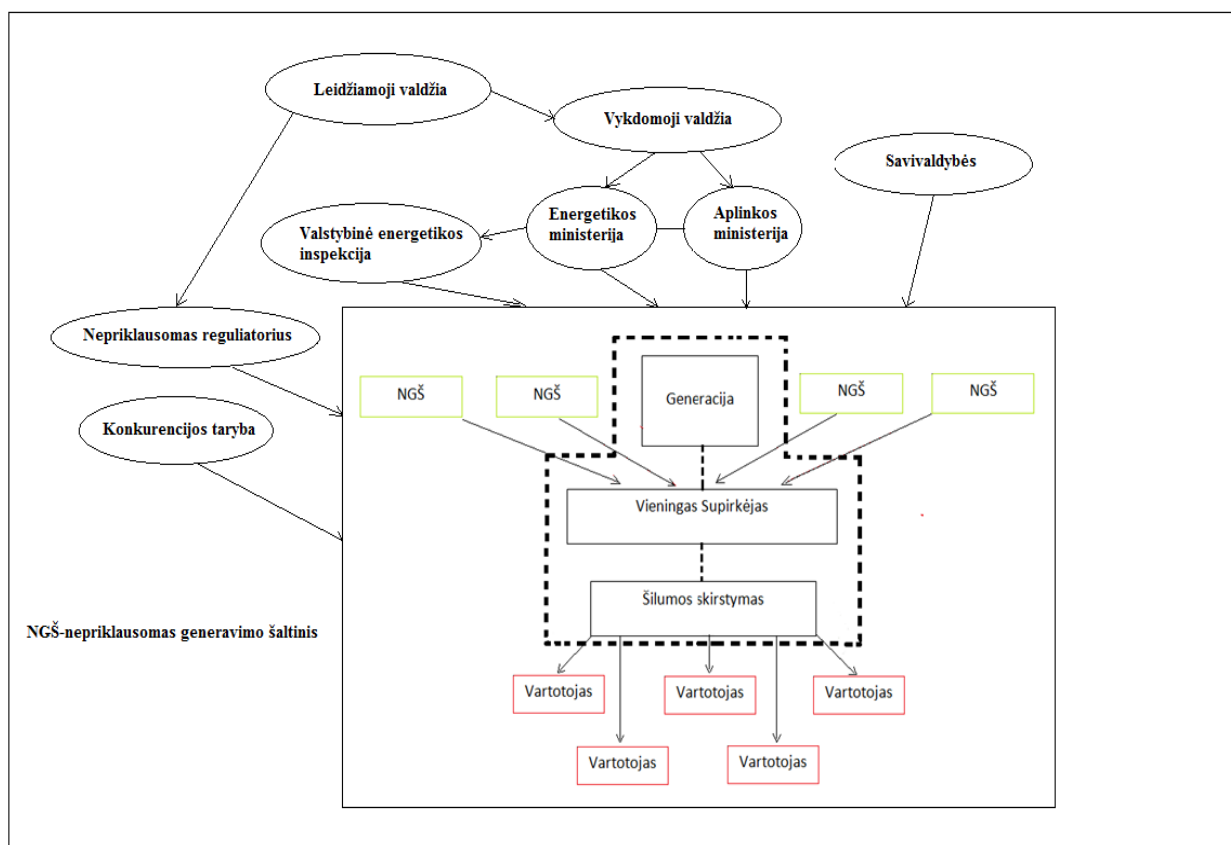 Leidžiamoji valdžia
Vykdomoji valdžia
Savivaldybės
Energetikos
ministerija
Aplinkos
ministerija
Valstybinė energetikos
inspekcija
Nepriklausomas reguliatorius
Konkurencijos taryba
NGŠ
NGŠ
Generacija
NGŠ
NGŠ
Vieningas Supirkėjas
Šilumos skirstymas
NGŠ-nepriklausomas generavimo šaltinis
Vartotojas
Vartotojas
Vartotojas
Vartotojas
Vartotojas